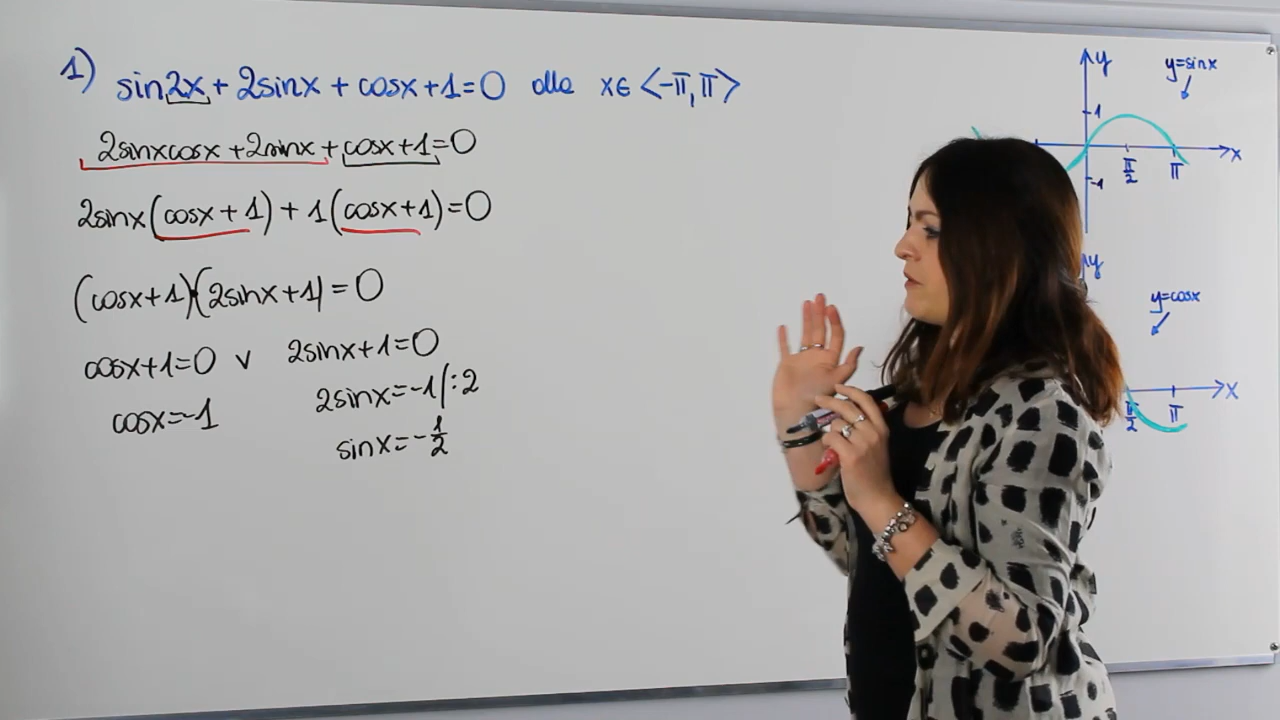 1) sin2x + 2sinx + cosx + 1 = 0 dla x∈ <-π, π>
2sinxcosx + 2sinx + cosx + 1 = 0
2sinx(cosx + 1) + 1(cosx + 1) = 0
(cosx + 1)(2sinx + 1) = 0
cosx + 1 = 0 ∨ 2sinx + 1 = 0
cosx = -1
2sinx = -1 /:2
sinx = -1/2
y
y=sinx
1
x
π/2
π
-1
y
y=cosx
x
π/2
π